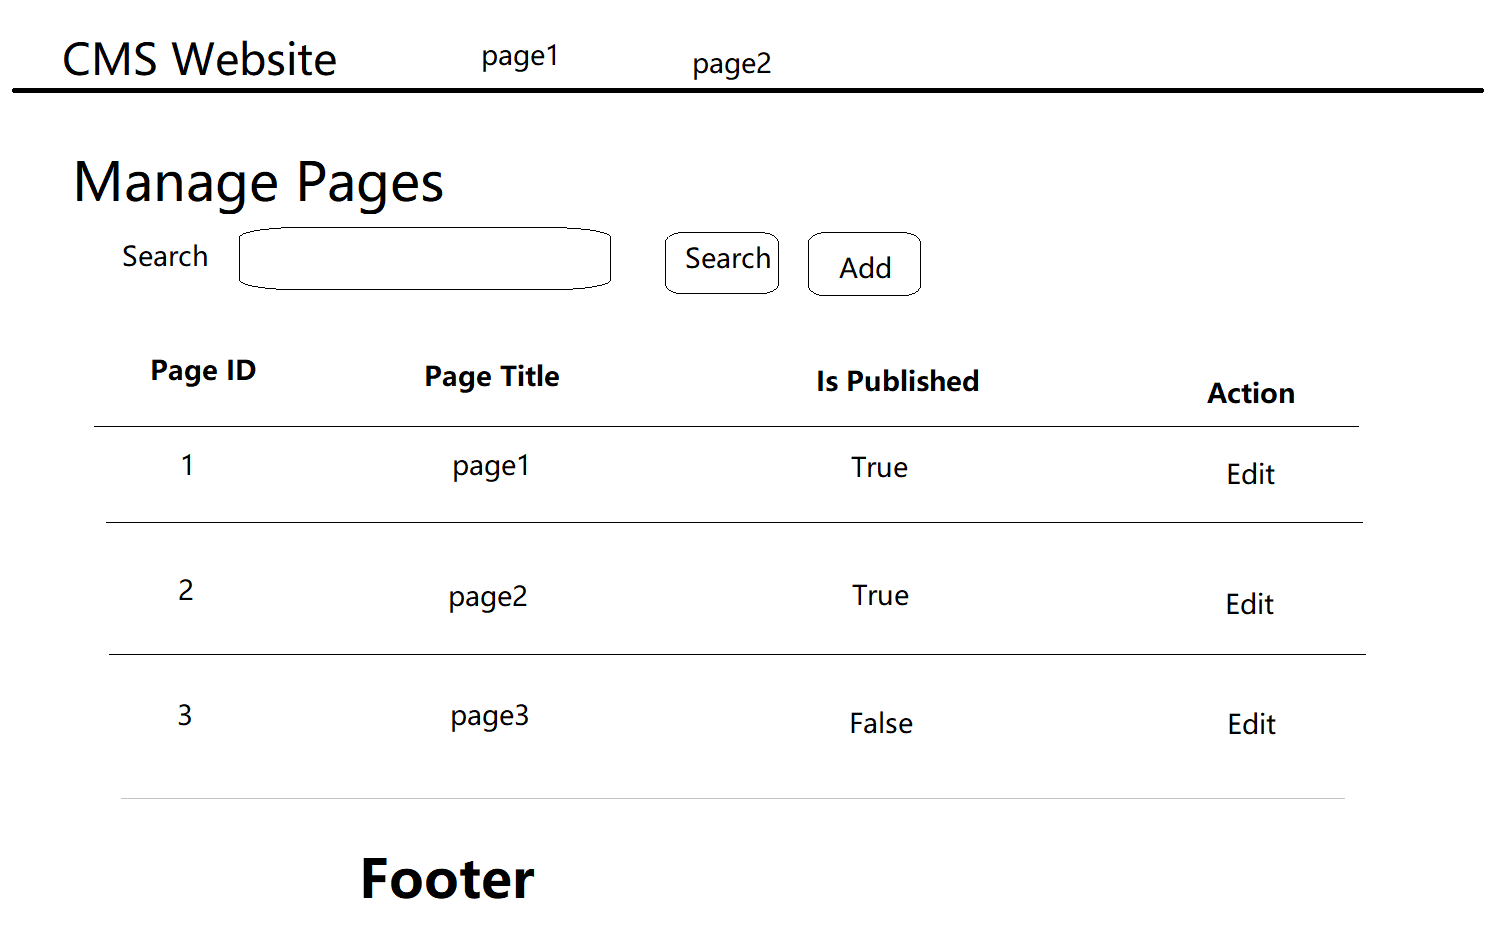 CMS Website page1 page2
Manage Pages
Search Search Add
Page ID Page Title Is Published Action
1 page1 True Edit
2 page2 True Edit
3 page3 False Edit
Footer